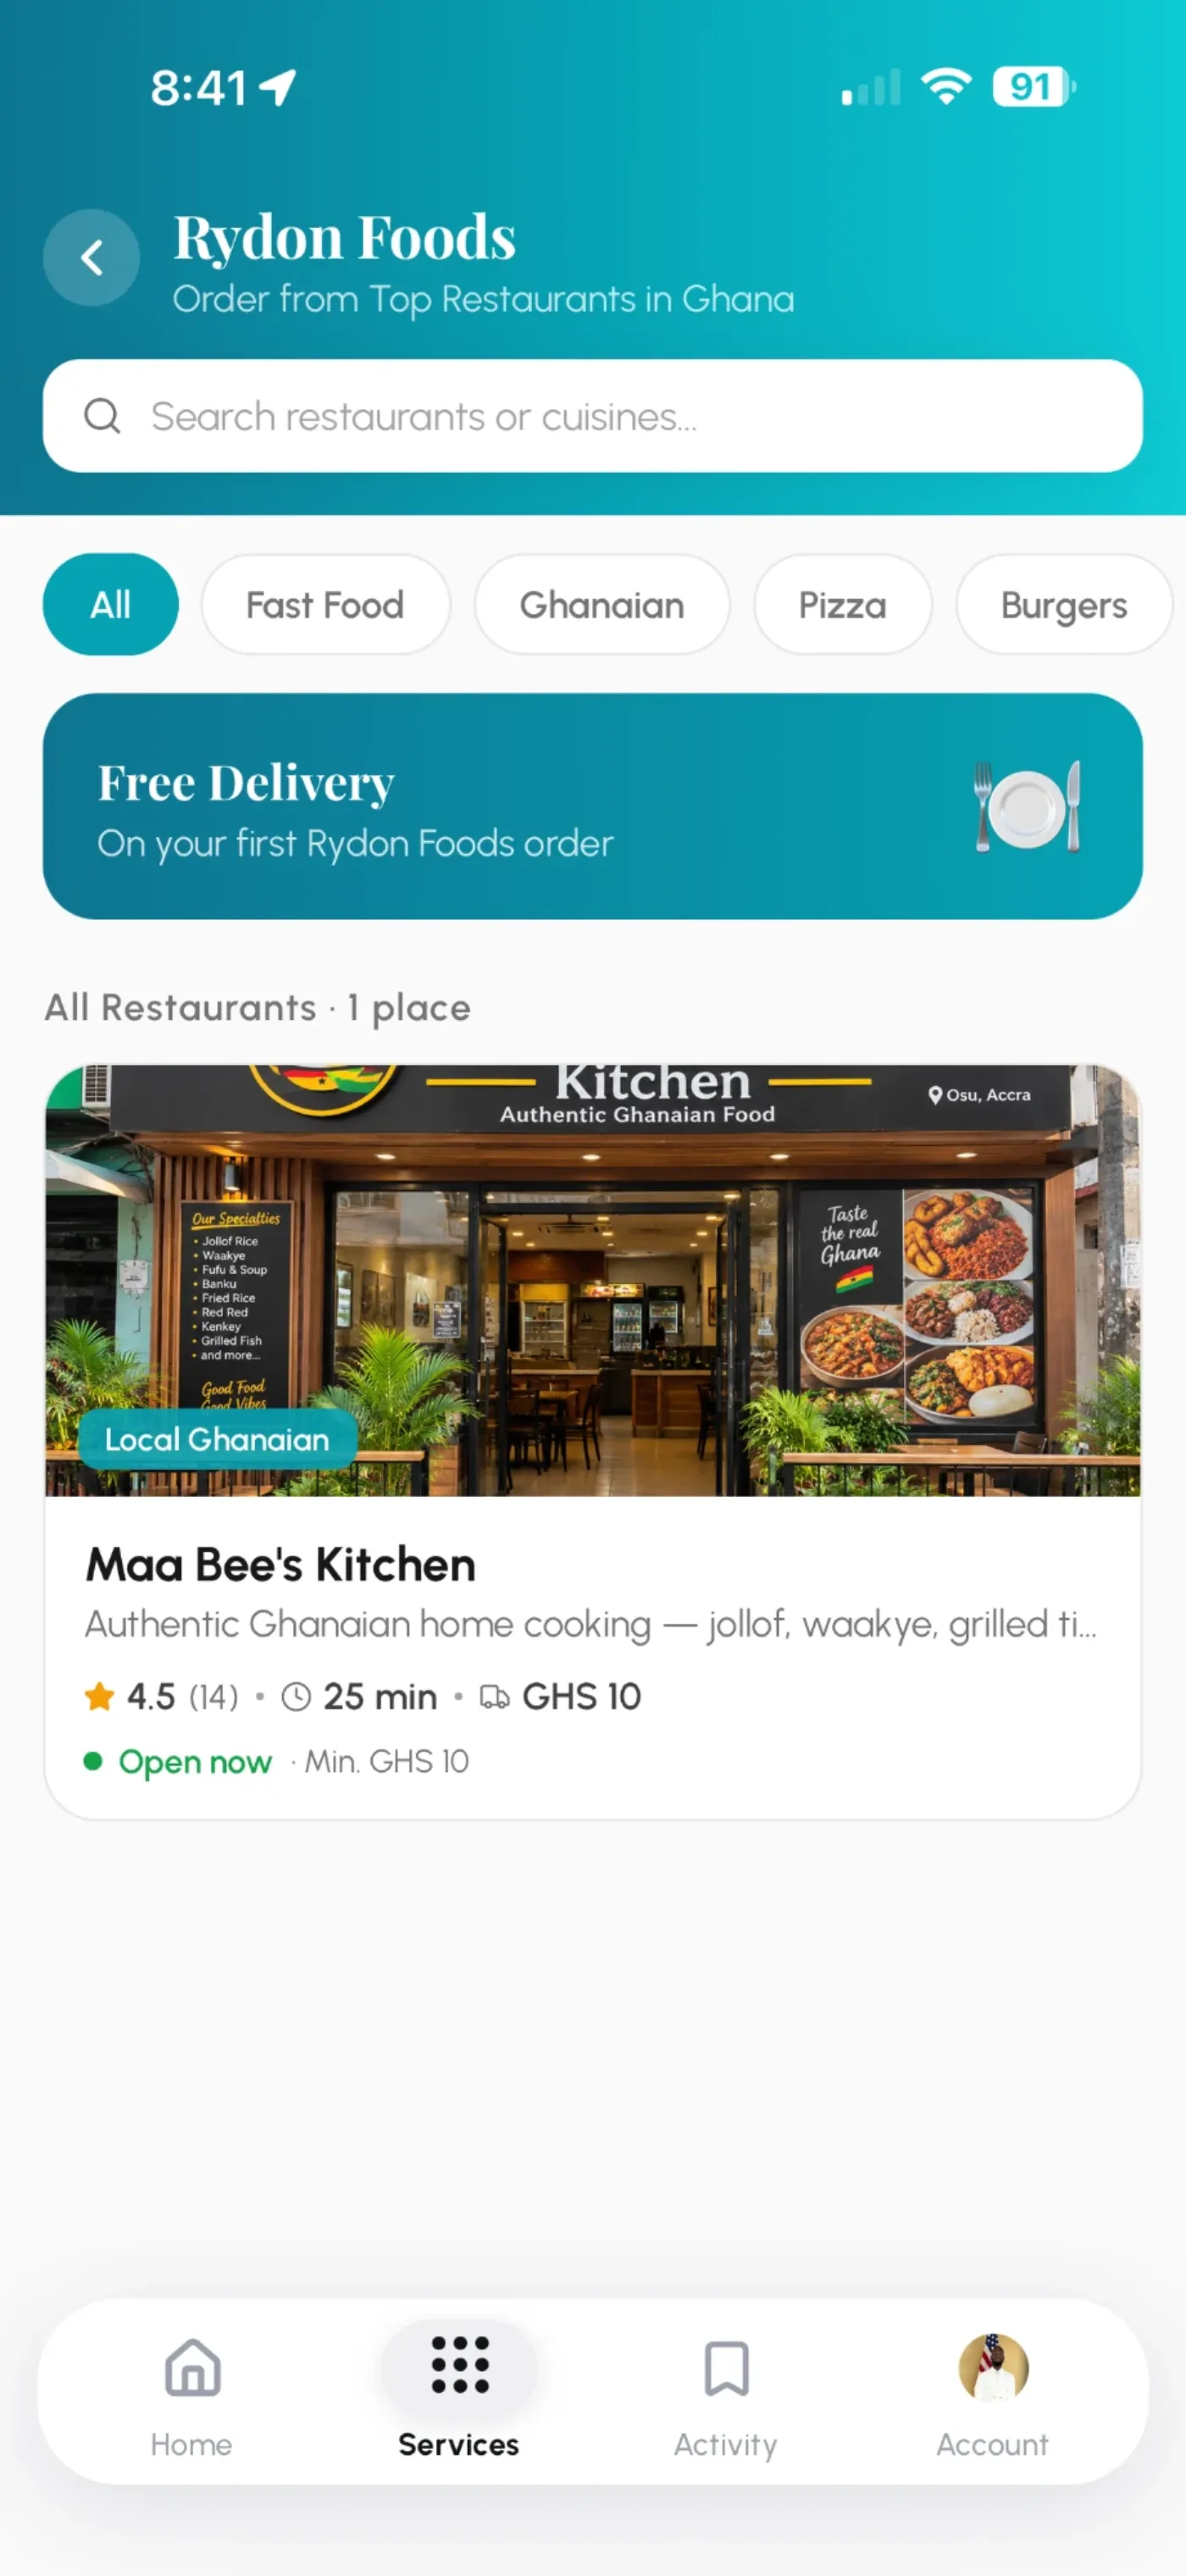 8:41
91
Rydon Foods
Order from Top Restaurants in Ghana
Search restaurants or cuisines...
All
Fast Food
Ghanaian
Pizza
Burgers
Free Delivery
On your first Rydon Foods order
All Restaurants · 1 place
Kitchen
Authentic Ghanaian Food
Osu, Accra
Our Specialties
• Jollof Rice
• Waakye
• Fufu & Soup
• Banku
• Fried Rice
• Red Red
• Kenkey
• Grilled Fish
• and more...
Good Food
Good Vibes
Taste
the real
Ghana
Local Ghanaian
Maa Bee's Kitchen
Authentic Ghanaian home cooking — jollof, waakye, grilled ti...
4.5 (14) • 25 min • GHS 10
Open now · Min. GHS 10
Home
Services
Activity
Account